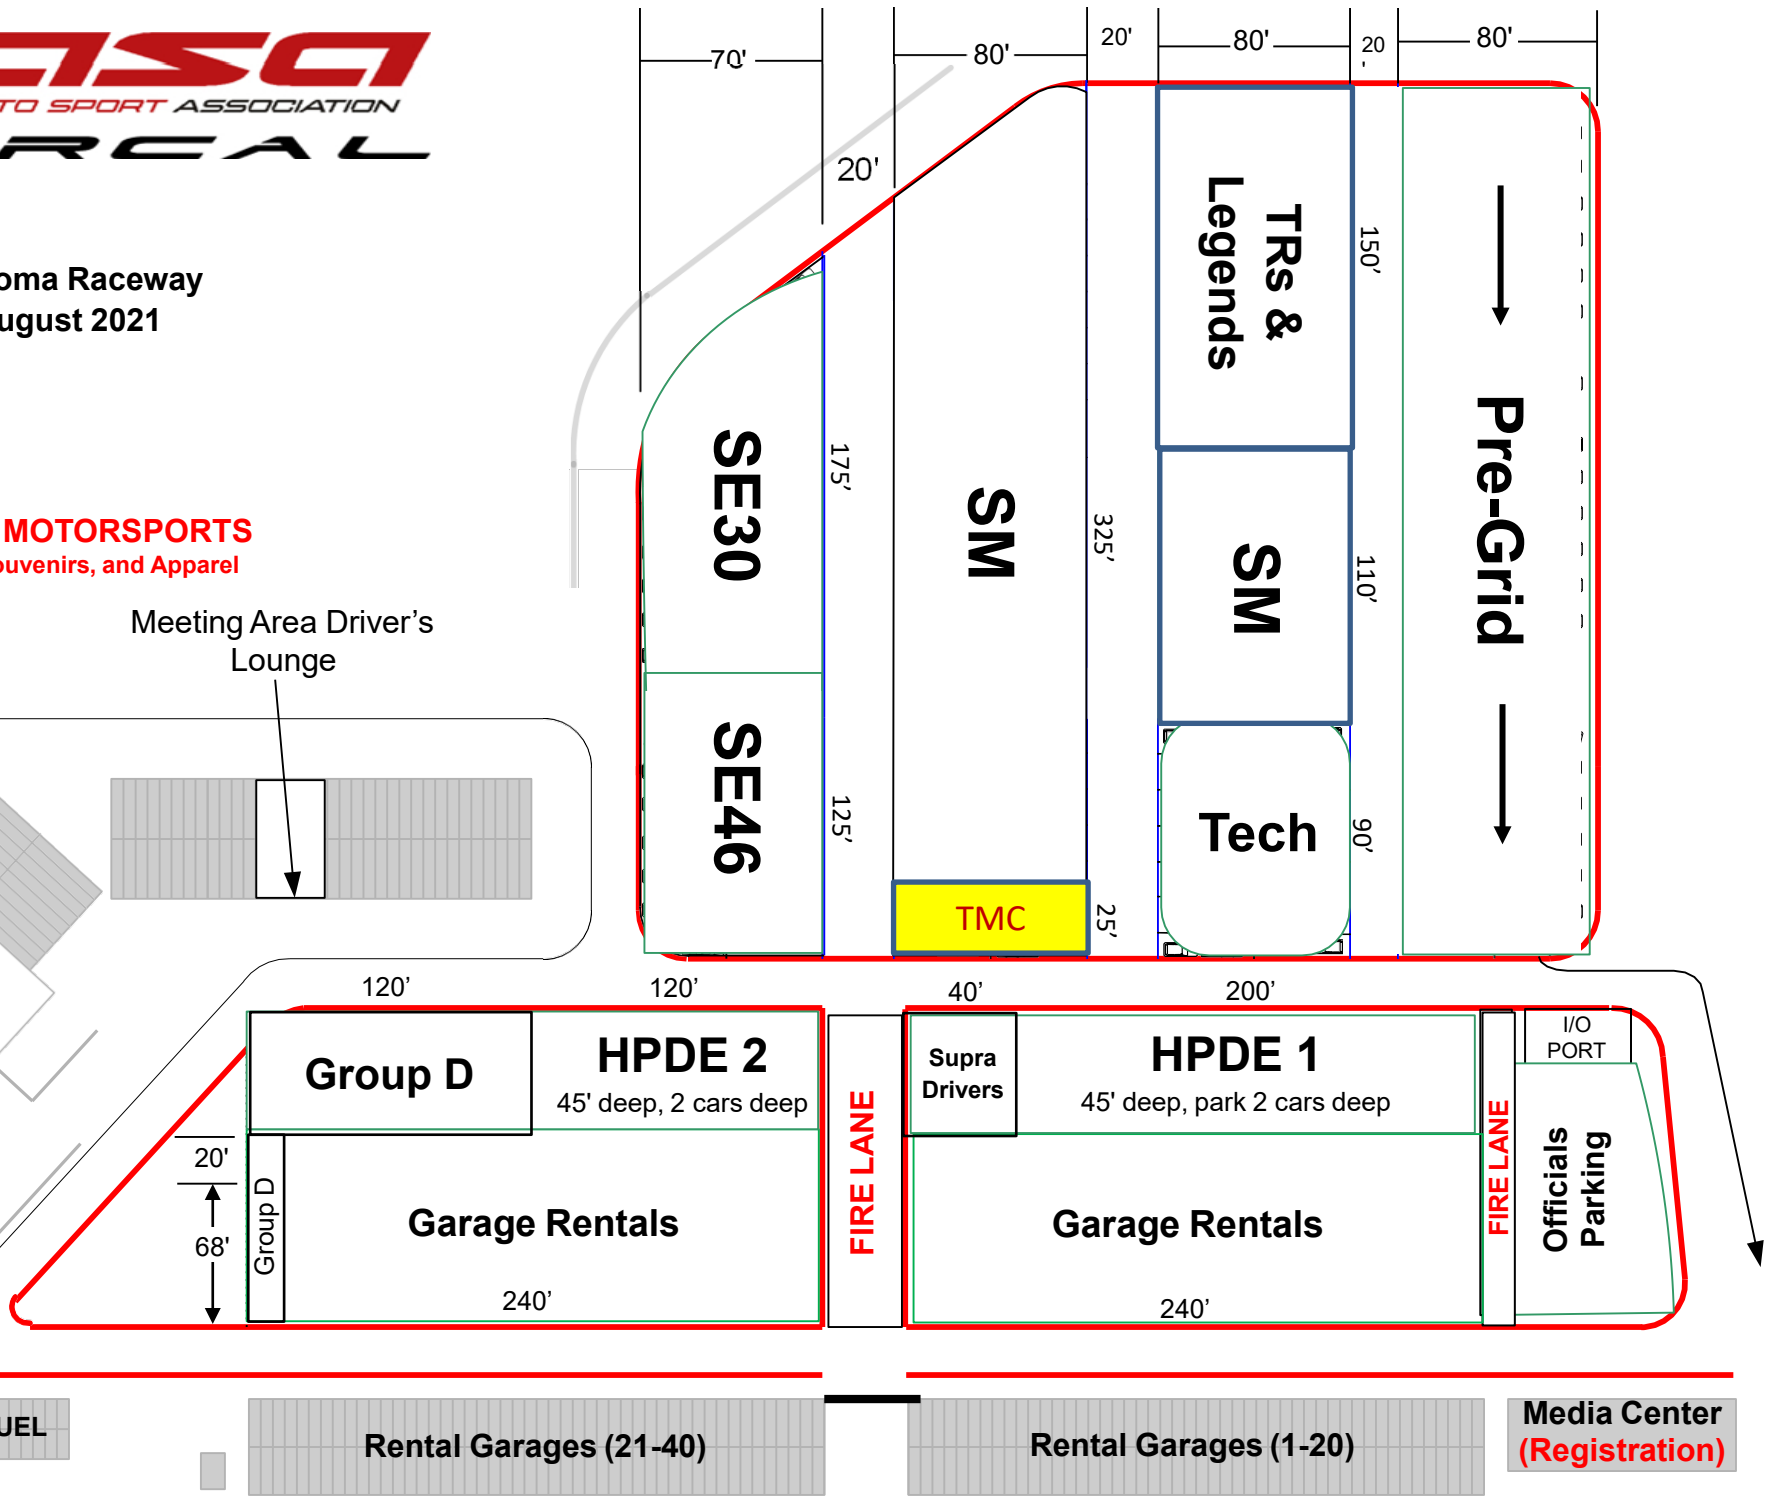 asa
TO SPORT ASSOCIATION
RCAL
oma Raceway
ugust 2021
MOTORSPORTS
ouvenirs, and Apparel
Meeting Area Driver’s
Lounge
70'
80'
20'
80'
20
'
80'
20'
TRs &
Legends
150'
Pre-Grid
SE30
175’
SM
325’
SM
110’
SE46
125’
Tech
90’
TMC
25’
120'
120'
40'
200'
Group D
HPDE 2
45' deep, 2 cars deep
FIRE LANE
Supra
Drivers
HPDE 1
45' deep, park 2 cars deep
FIRE LANE
I/O
PORT
Officials
Parking
20'
68'
Group D
Garage Rentals
240’
Garage Rentals
240’
UEL
Rental Garages (21-40)
Rental Garages (1-20)
Media Center
(Registration)